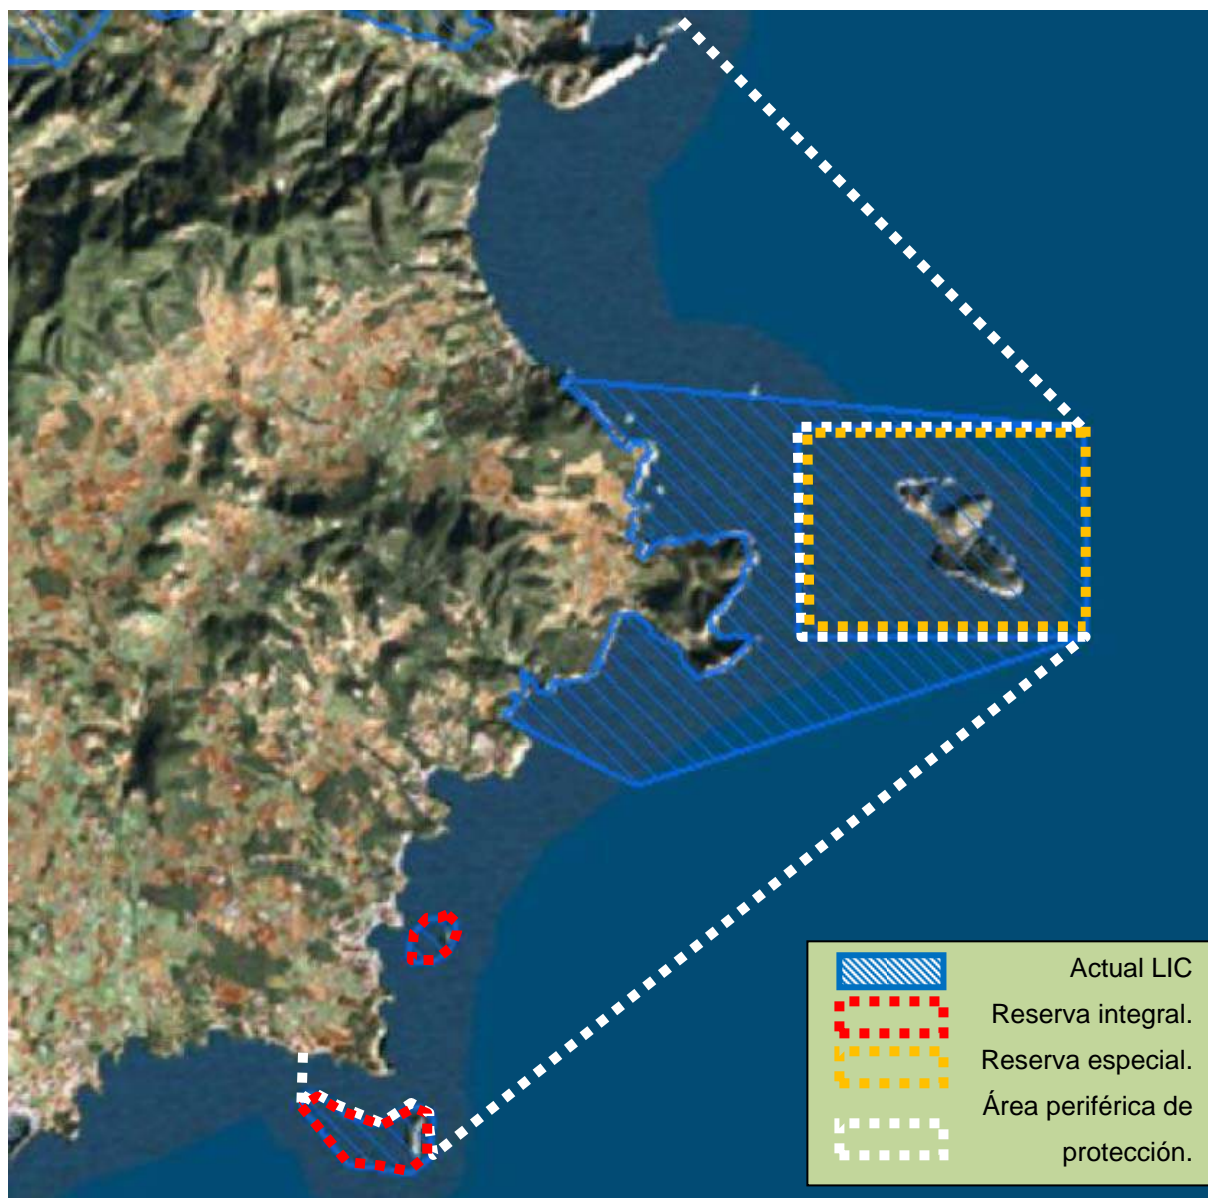 Actual LIC
Reserva integral.
Reserva especial.
Área periférica de
protección.